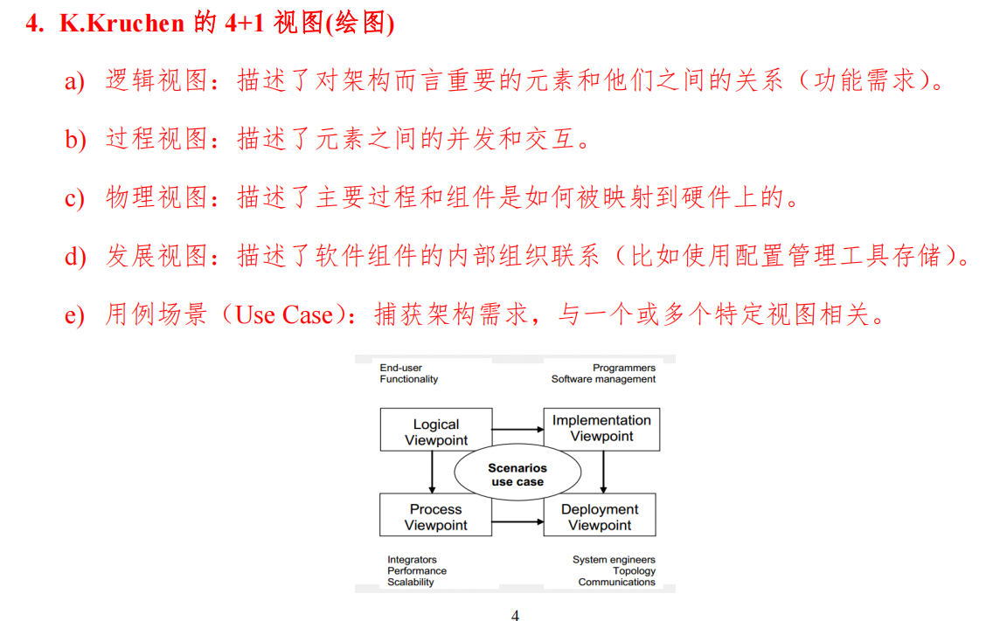 4. K.Kruchen 的 4+1 视图(绘图)
a) 逻辑视图：描述了对架构而言重要的元素和他们之间的关系（功能需求）。
b) 过程视图：描述了元素之间的并发和交互。
c) 物理视图：描述了主要过程和组件是如何被映射到硬件上的。
d) 发展视图：描述了软件组件的内部组织联系（比如使用配置管理工具存储）。
e) 用例场景（Use Case）：捕获架构需求，与一个或多个特定视图相关。
End-user
Functionality
Programmers
Software management
Logical
Viewpoint
Implementation
Viewpoint
Scenarios
use case
Process
Viewpoint
Deployment
Viewpoint
Integrators
Performance
Scalability
System engineers
Topology
Communications
4